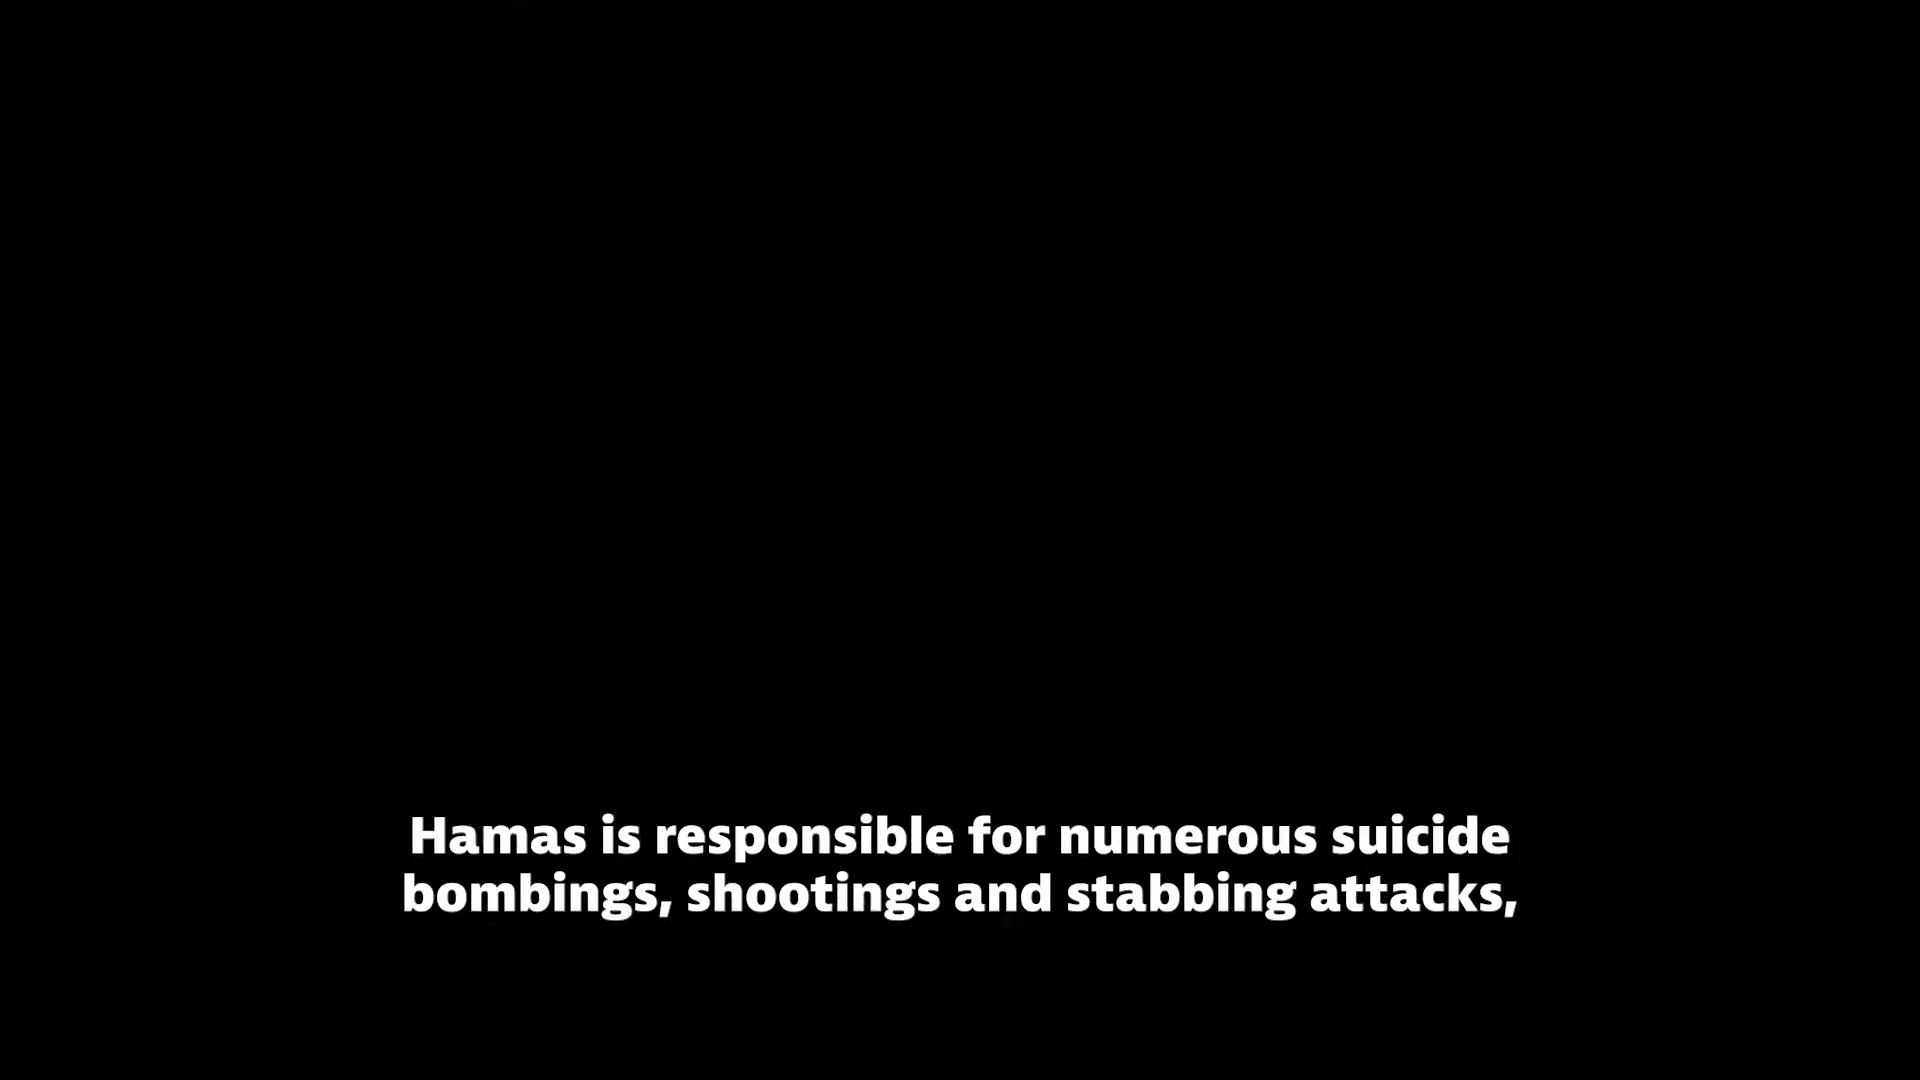 Hamas is responsible for numerous suicide
bombings, shootings and stabbing attacks,